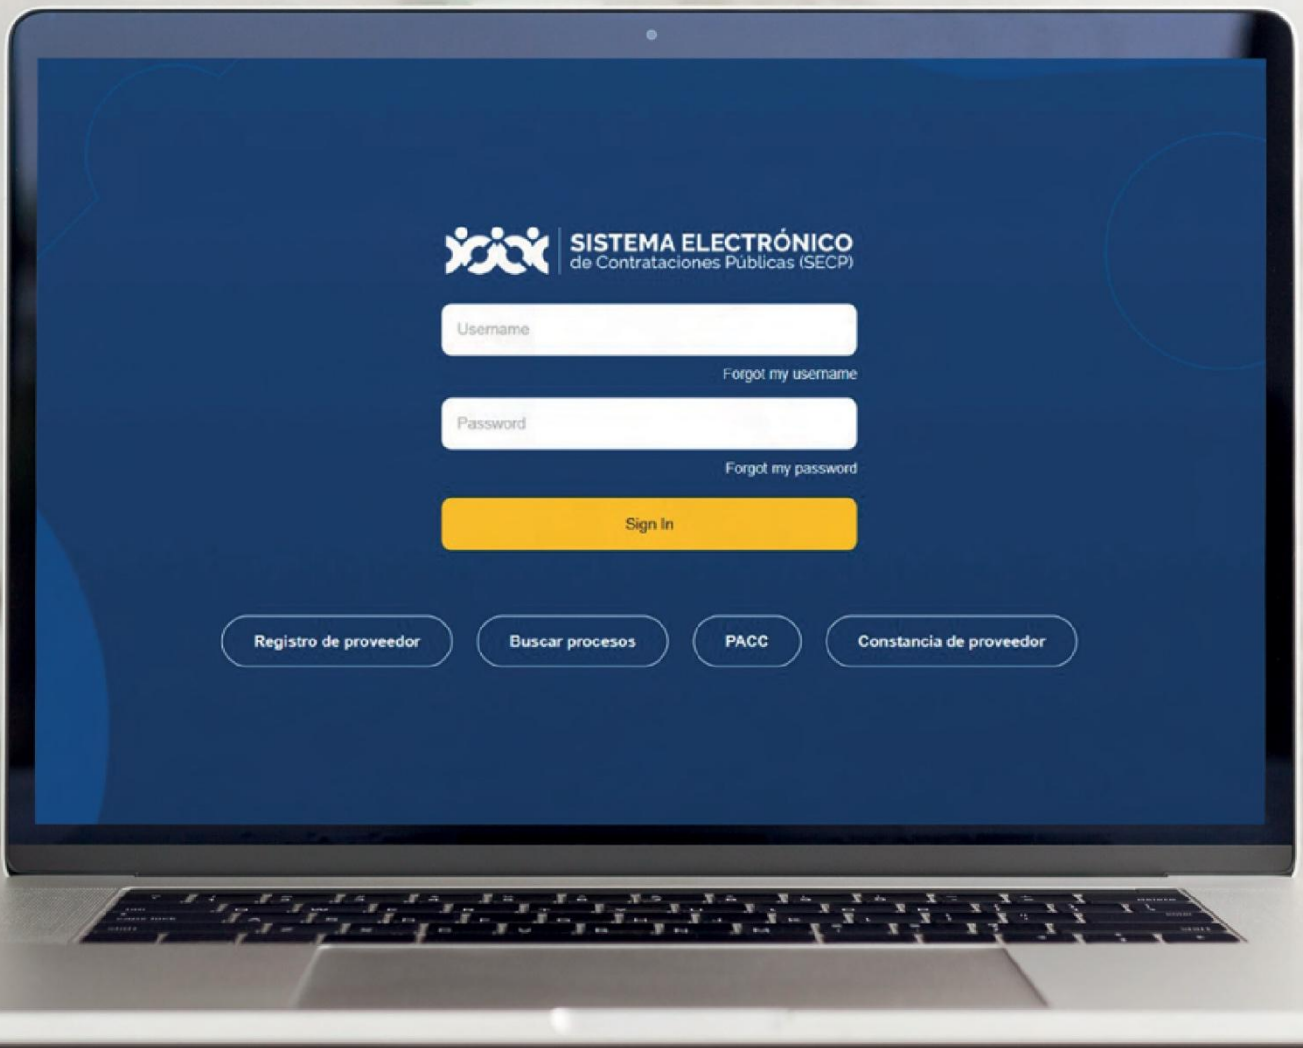 SISTEMA ELECTRÓNICO
de Contrataciones Públicas (SECP)
Username
Forgot my username
Password
Forgot my password
Sign In
Registro de proveedor
Buscar procesos
PACC
Constancia de proveedor